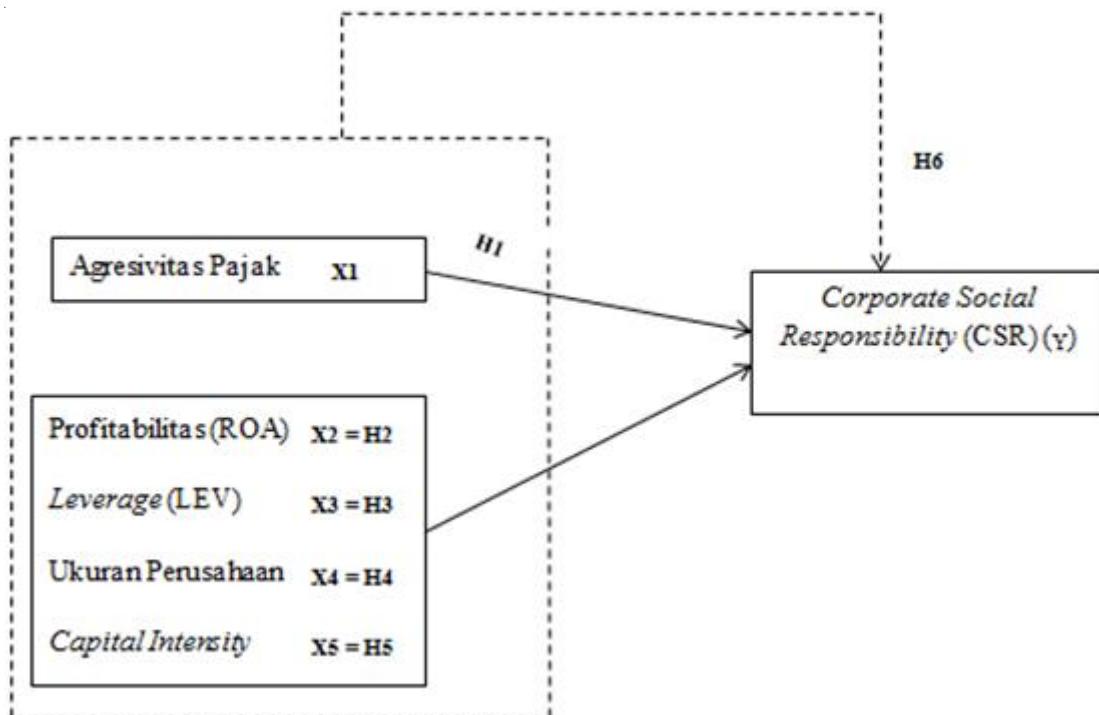 H6
H1
Agresivitas Pajak X1
Corporate Social
Responsibility (CSR) (Y)
Profitabilitas (ROA) X2 = H2
Leverage (LEV) X3 = H3
Ukuran Perusahaan X4 = H4
Capital Intensity X5 = H5